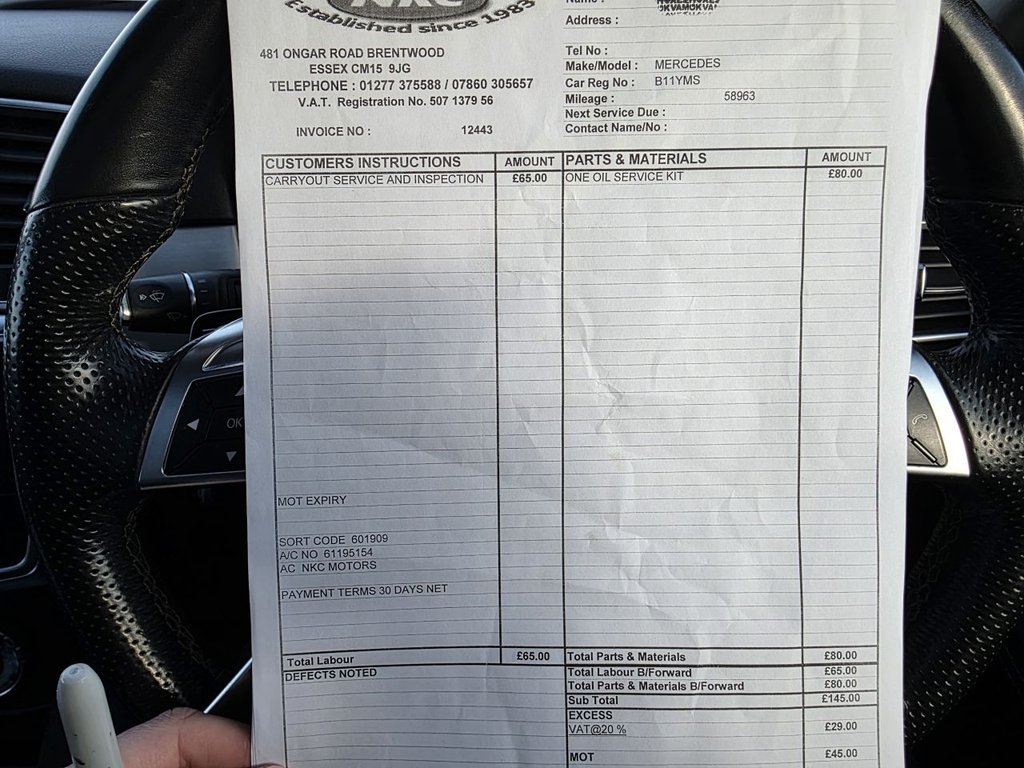 NKC
Established since 1983
481 ONGAR ROAD BRENTWOOD
ESSEX CM15 9JG
TELEPHONE : 01277 375588 / 07860 305657
V.A.T. Registration No. 507 1379 56
INVOICE NO : 12443
Name :
Address :
Tel No :
Make/Model : MERCEDES
Car Reg No : B11YMS
Mileage : 58963
Next Service Due :
Contact Name/No :
CUSTOMERS INSTRUCTIONS AMOUNT PARTS & MATERIALS AMOUNT
CARRYOUT SERVICE AND INSPECTION £65.00 ONE OIL SERVICE KIT £80.00
MOT EXPIRY
SORT CODE 601909
A/C NO 61195154
AC NKC MOTORS
PAYMENT TERMS 30 DAYS NET
Total Labour £65.00 Total Parts & Materials £80.00
DEFECTS NOTED Total Labour B/Forward £65.00
Total Parts & Materials B/Forward £80.00
Sub Total £145.00
EXCESS
VAT@20 % £29.00
MOT £45.00
OK